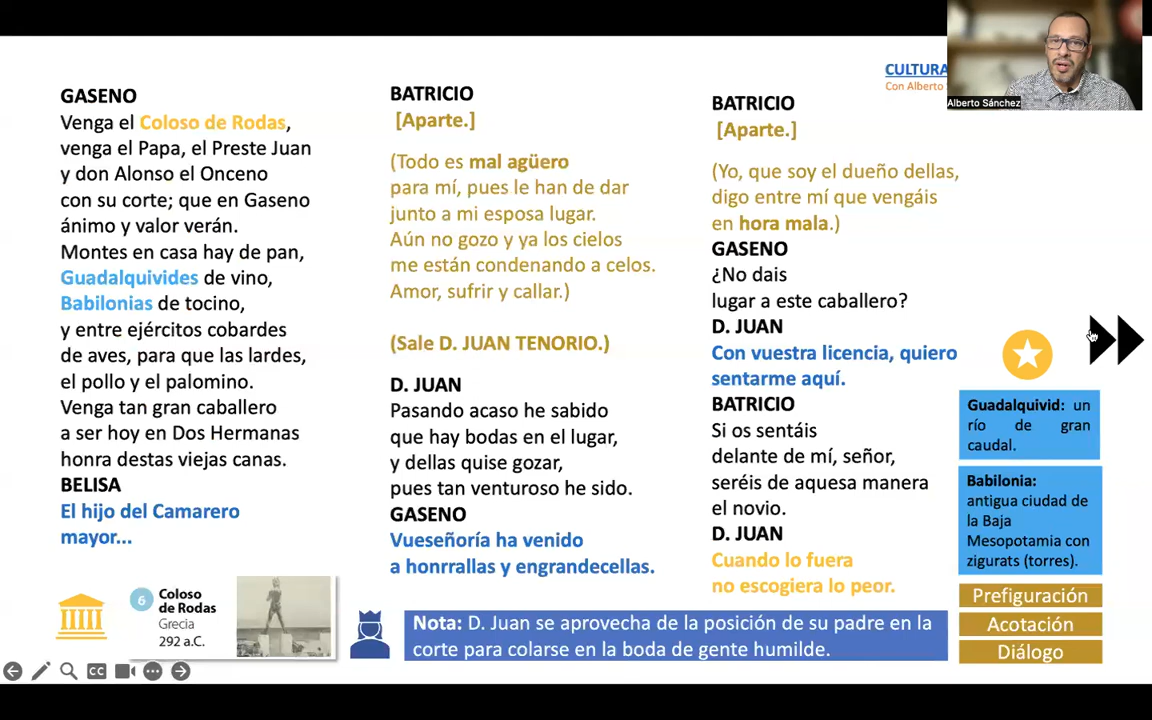 GASENO
Venga el Coloso de Rodas,
venga el Papa, el Preste Juan
y don Alonso el Onceno
con su corte; que en Gaseno
ánimo y valor verán.
Montes en casa hay de pan,
Guadalquivides de vino,
Babilonias de tocino,
y entre ejércitos cobardes
de aves, para que las lardes,
el pollo y el palomino.
Venga tan gran caballero
a ser hoy en Dos Hermanas
honra destas viejas canas.
BELISA
El hijo del Camarero
mayor...
6
Coloso
de Rodas
Grecia
292 a.C.
BATRICIO
[Aparte.]
(Todo es mal agüero
para mí, pues le han de dar
junto a mi esposa lugar.
Aún no gozo y ya los cielos
me están condenando a celos.
Amor, sufrir y callar.)
(Sale D. JUAN TENORIO.)
D. JUAN
Pasando acaso he sabido
que hay bodas en el lugar,
y dellas quise gozar,
pues tan venturoso he sido.
GASENO
Vueseñoría ha venido
a honrrallas y engrandecellas.
BATRICIO
[Aparte.]
(Yo, que soy el dueño dellas,
digo entre mí que vengáis
en hora mala.)
GASENO
¿No dais
lugar a este caballero?
D. JUAN
Con vuestra licencia, quiero
sentarme aquí.
BATRICIO
Si os sentáis
delante de mí, señor,
seréis de aquesa manera
el novio.
D. JUAN
Cuando lo fuera
no escogiera lo peor.
Nota: D. Juan se aprovecha de la posición de su padre en la
corte para colarse en la boda de gente humilde.
CULTURA
Con Alberto
Alberto Sánchez
Guadalquivid: un
río de gran
caudal.
Babilonia:
antigua ciudad de
la Baja
Mesopotamia con
zigurats (torres).
Prefiguración
Acotación
Diálogo
CC